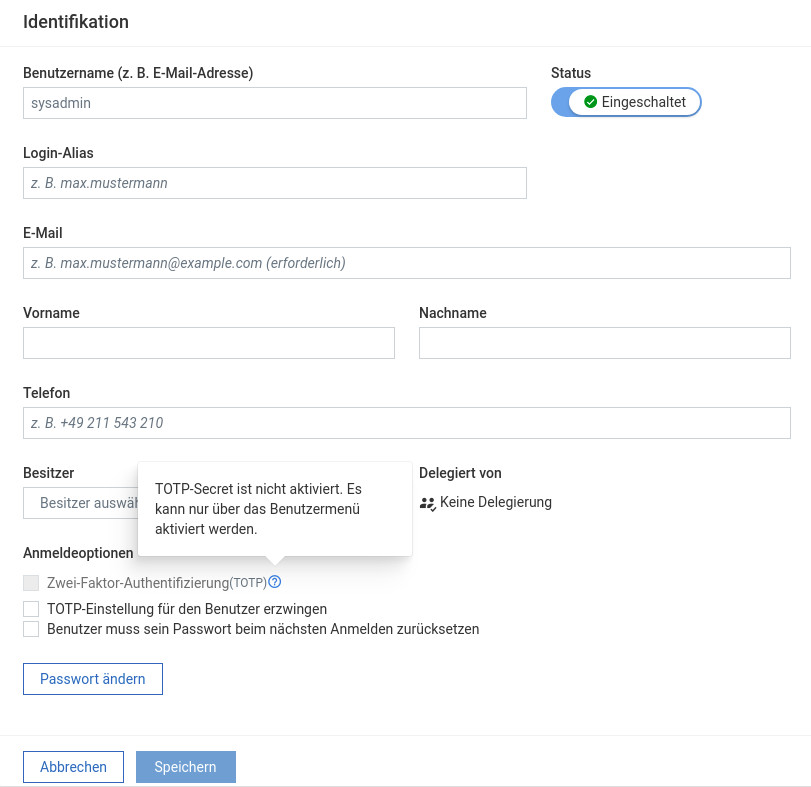 Identifikation
Benutzername (z. B. E-Mail-Adresse)
Status
sysadmin
Eingeschaltet
Login-Alias
z. B. max.mustermann
E-Mail
z. B. max.mustermann@example.com (erforderlich)
Vorname
Nachname
Telefon
z. B. +49 211 543 210
Besitzer
Delegiert von
Besitzer auswäh
Keine Delegierung
TOTP-Secret ist nicht aktiviert. Es
kann nur über das Benutzermenü
aktiviert werden.
Anmeldeoptionen
Zwei-Faktor-Authentifizierung(TOTP)
TOTP-Einstellung für den Benutzer erzwingen
Benutzer muss sein Passwort beim nächsten Anmelden zurücksetzen
Passwort ändern
Abbrechen
Speichern